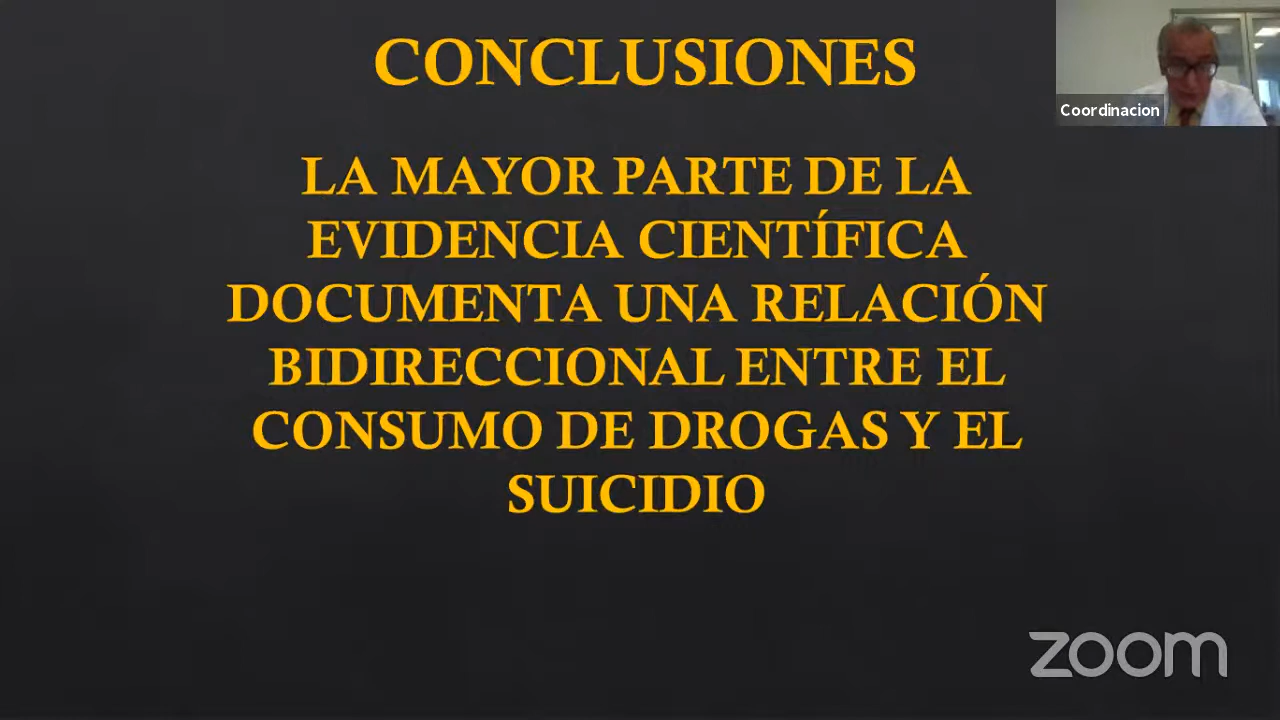 CONCLUSIONES
Coordinacion
LA MAYOR PARTE DE LA
EVIDENCIA CIENTÍFICA
DOCUMENTA UNA RELACIÓN
BIDIRECCIONAL ENTRE EL
CONSUMO DE DROGAS Y EL
SUICIDIO
zoom